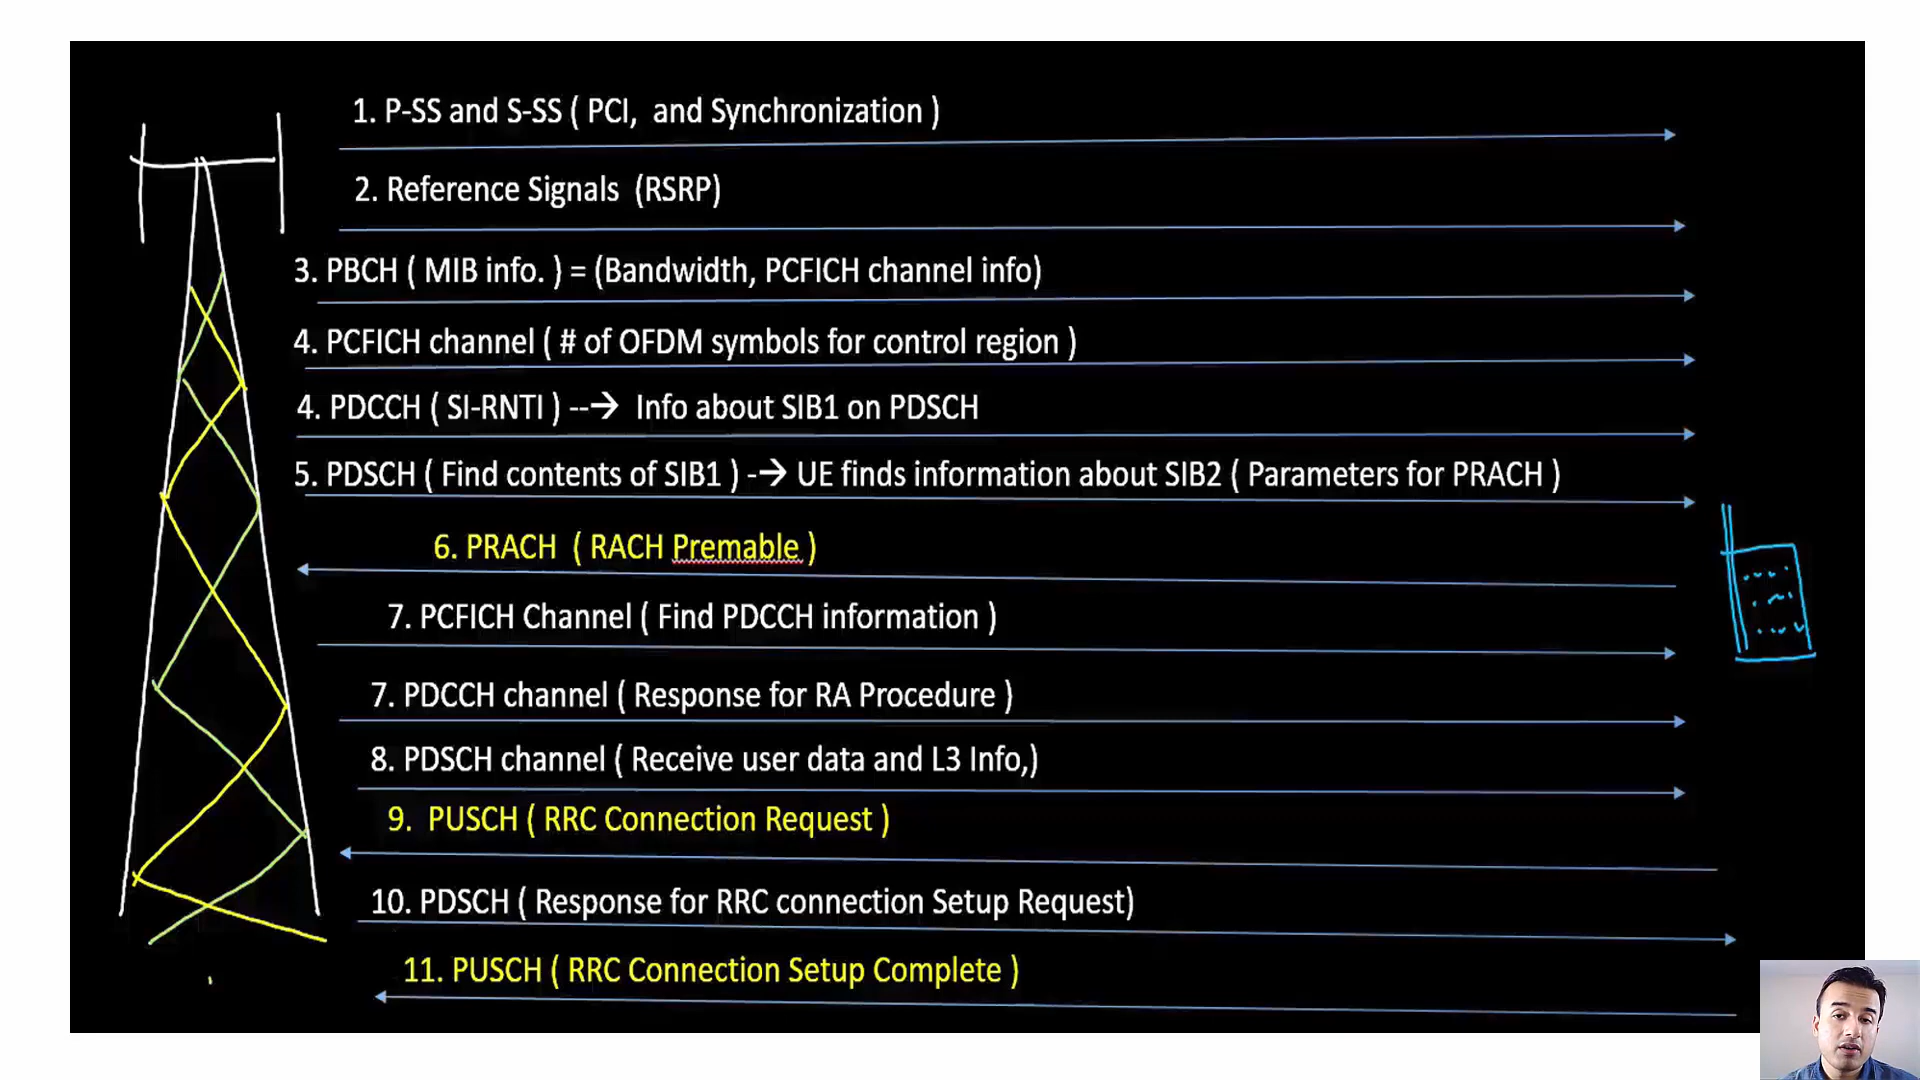 1. P-SS and S-SS ( PCI, and Synchronization )
2. Reference Signals (RSRP)
3. PBCH ( MIB info. ) = (Bandwidth, PCFICH channel info)
4. PCFICH channel ( # of OFDM symbols for control region )
4. PDCCH ( SI-RNTI ) --→ Info about SIB1 on PDSCH
5. PDSCH ( Find contents of SIB1 ) -→ UE finds information about SIB2 ( Parameters for PRACH )
6. PRACH ( RACH Premable )
7. PCFICH Channel ( Find PDCCH information )
7. PDCCH channel ( Response for RA Procedure )
8. PDSCH channel ( Receive user data and L3 Info,)
9. PUSCH ( RRC Connection Request )
10. PDSCH ( Response for RRC connection Setup Request)
11. PUSCH ( RRC Connection Setup Complete )